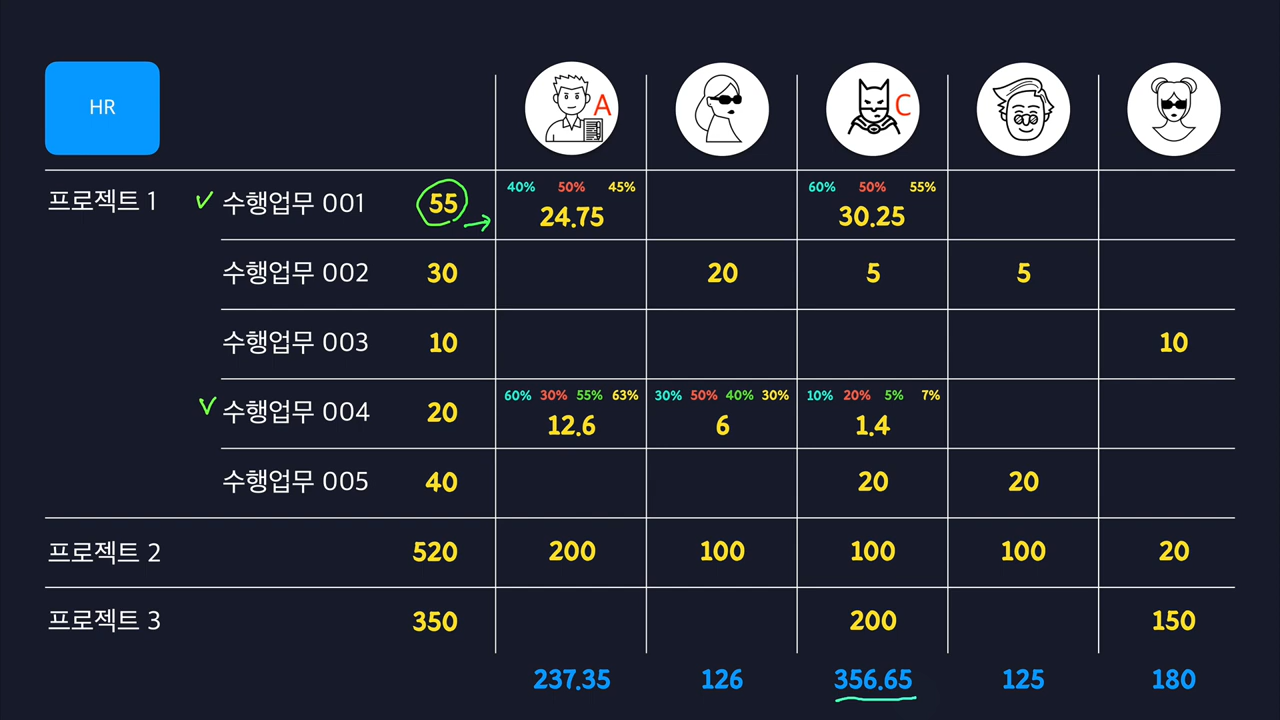 HR
A
C
프로젝트 1 ✓ 수행업무 001 55 40% 50% 45% 24.75 60% 50% 55% 30.25
수행업무 002 30 20 5 5
수행업무 003 10 10
✓ 수행업무 004 20 60% 30% 55% 63% 12.6 30% 50% 40% 30% 6 10% 20% 5% 7% 1.4
수행업무 005 40 20 20
프로젝트 2 520 200 100 100 100 20
프로젝트 3 350 200 150
237.35 126 356.65 125 180